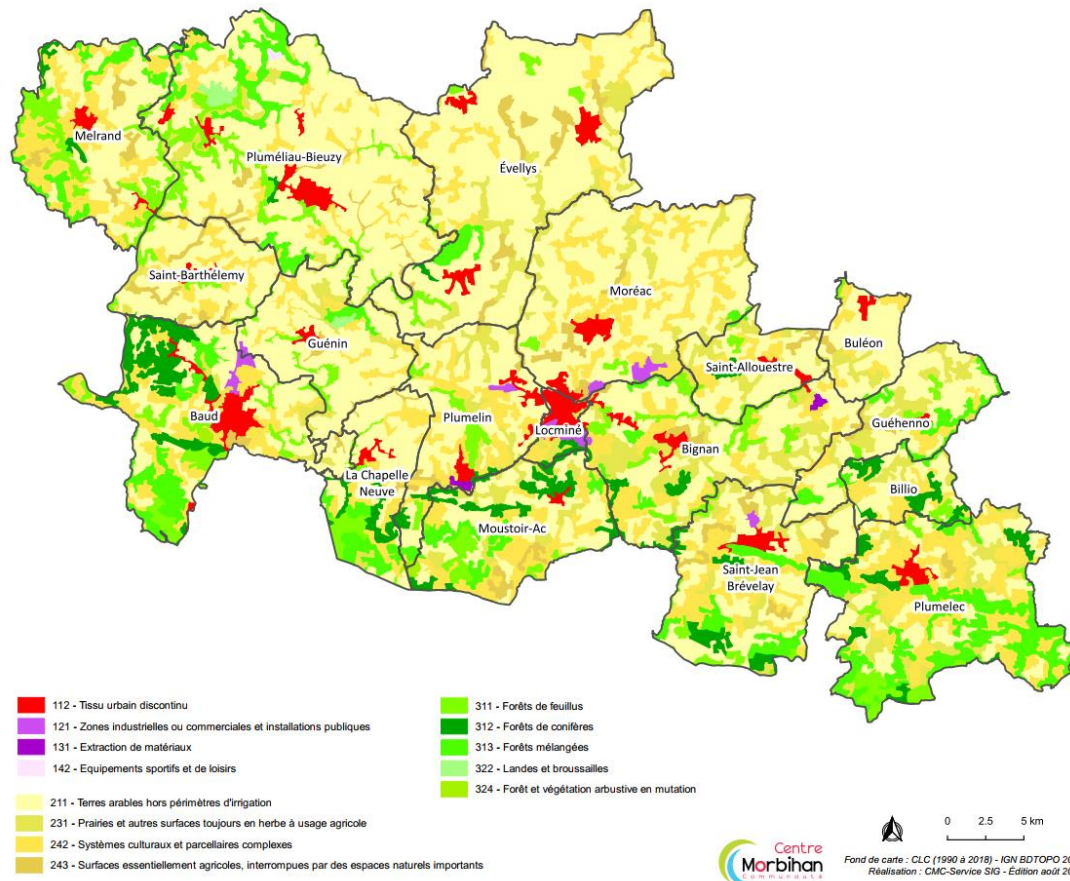 Melrand
Pluméliau-Bieuzy
Évellys
Saint-Barthélemy
Moréac
Guénin
Buléon
Saint-Allouestre
Baud
Plumelin
Locminé
Guéhenno
Bignan
La Chapelle
Neuve
Billio
Moustoir-Ac
Saint-Jean
Brévelay
Plumelec
112 - Tissu urbain discontinu
121 - Zones industrielles ou commerciales et installations publiques
131 - Extraction de matériaux
142 - Equipements sportifs et de loisirs
211 - Terres arables hors périmètres d'irrigation
231 - Prairies et autres surfaces toujours en herbe à usage agricole
242 - Systèmes culturaux et parcellaires complexes
243 - Surfaces essentiellement agricoles, interrompues par des espaces naturels importants
311 - Forêts de feuillus
312 - Forêts de conifères
313 - Forêts mélangées
322 - Landes et broussailles
324 - Forêt et végétation arbustive en mutation
0 2.5 5 km
Centre
Morbihan
Communauté
Fond de carte : CLC (1990 à 2018) - IGN BDTOPO 20
Réalisation : CMC-Service SIG - Édition août 20